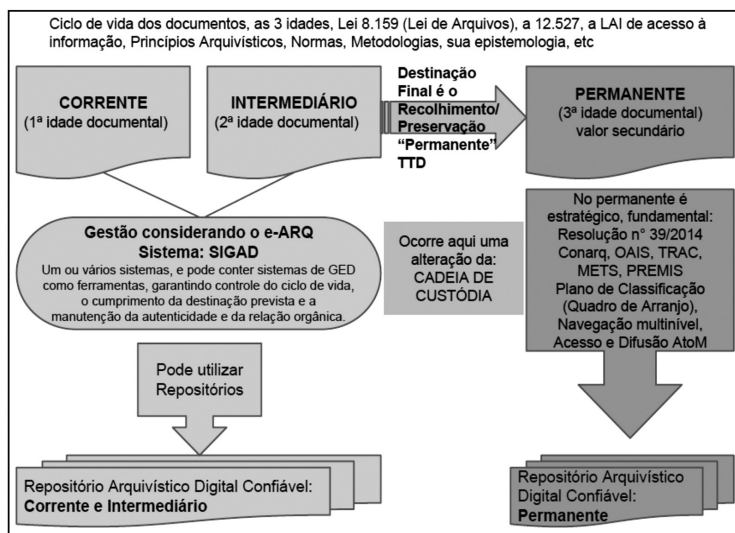 Ciclo de vida dos documentos, as 3 idades, Lei 8.159 (Lei de Arquivos), a 12.527, a LAI de acesso à
informação, Princípios Arquivísticos, Normas, Metodologias, sua epistemologia, etc
CORRENTE
(1ª idade documental)
INTERMEDIÁRIO
(2ª idade documental)
Destinação
Final é o
Recolhimento/
Preservação
“Permanente”
TTD
PERMANENTE
(3ª idade documental)
valor secundário
Gestão considerando o e-ARQ
Sistema: SIGAD
Um ou vários sistemas, e pode conter sistemas de GED
como ferramentas, garantindo controle do ciclo de vida,
o cumprimento da destinação prevista e a
manutenção da autenticidade e da relação orgânica.
Ocorre aqui uma
alteração da:
CADEIA DE
CUSTÓDIA
No permanente é
estratégico, fundamental:
Resolução n° 39/2014
Conarq, OAIS, TRAC,
METS, PREMIS
Plano de Classificação
(Quadro de Arranjo),
Navegação multinível,
Acesso e Difusão AtoM
Pode utilizar
Repositórios
Repositório Arquivístico Digital Confiável:
Corrente e Intermediário
Repositório Arquivístico
Digital Confiável:
Permanente